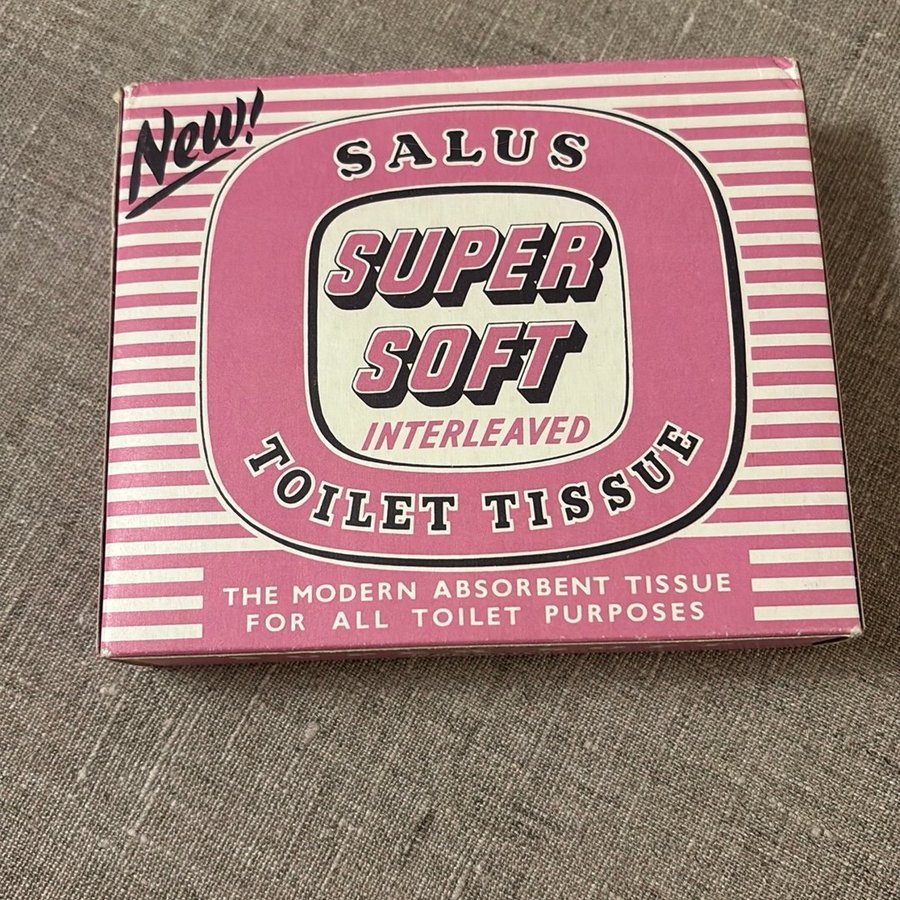 New!
SALUS
SUPER
SOFT
INTERLEAVED
TOILET TISSUE
THE MODERN ABSORBENT TISSUE
FOR ALL TOILET PURPOSES